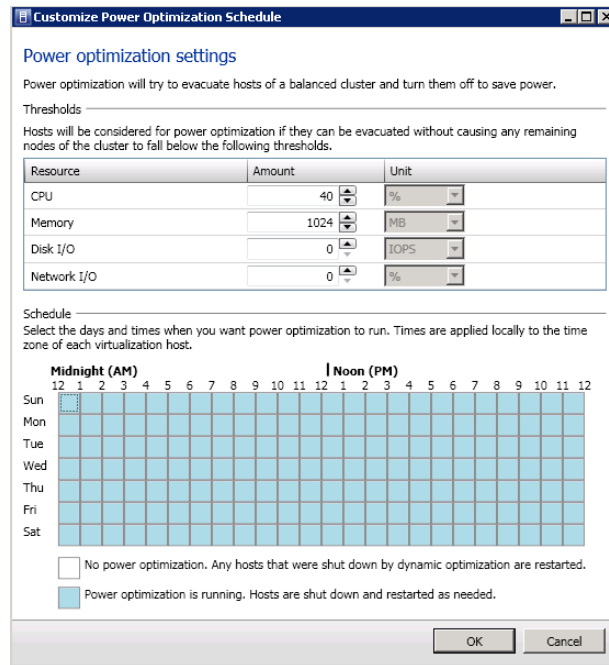 Customize Power Optimization Schedule
Power optimization settings
Power optimization will try to evacuate hosts of a balanced cluster and turn them off to save power.
Thresholds
Hosts will be considered for power optimization if they can be evacuated without causing any remaining
nodes of the cluster to fall below the following thresholds.
Resource Amount Unit
CPU 40 %
Memory 1024 MB
Disk I/O 0 IOPS
Network I/O 0 %
Schedule
Select the days and times when you want power optimization to run. Times are applied locally to the time
zone of each virtualization host.
Midnight (AM) Noon (PM)
12 1 2 3 4 5 6 7 8 9 10 11 12 1 2 3 4 5 6 7 8 9 10 11 12
Sun
Mon
Tue
Wed
Thu
Fri
Sat
No power optimization. Any hosts that were shut down by dynamic optimization are restarted.
Power optimization is running. Hosts are shut down and restarted as needed.
OK Cancel